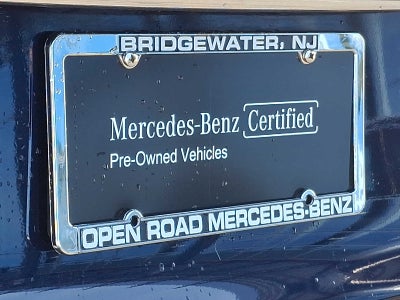 BRIDGEWATER, NJ
Mercedes-Benz Certified
Pre-Owned Vehicles
OPEN ROAD MERCEDES-BENZ